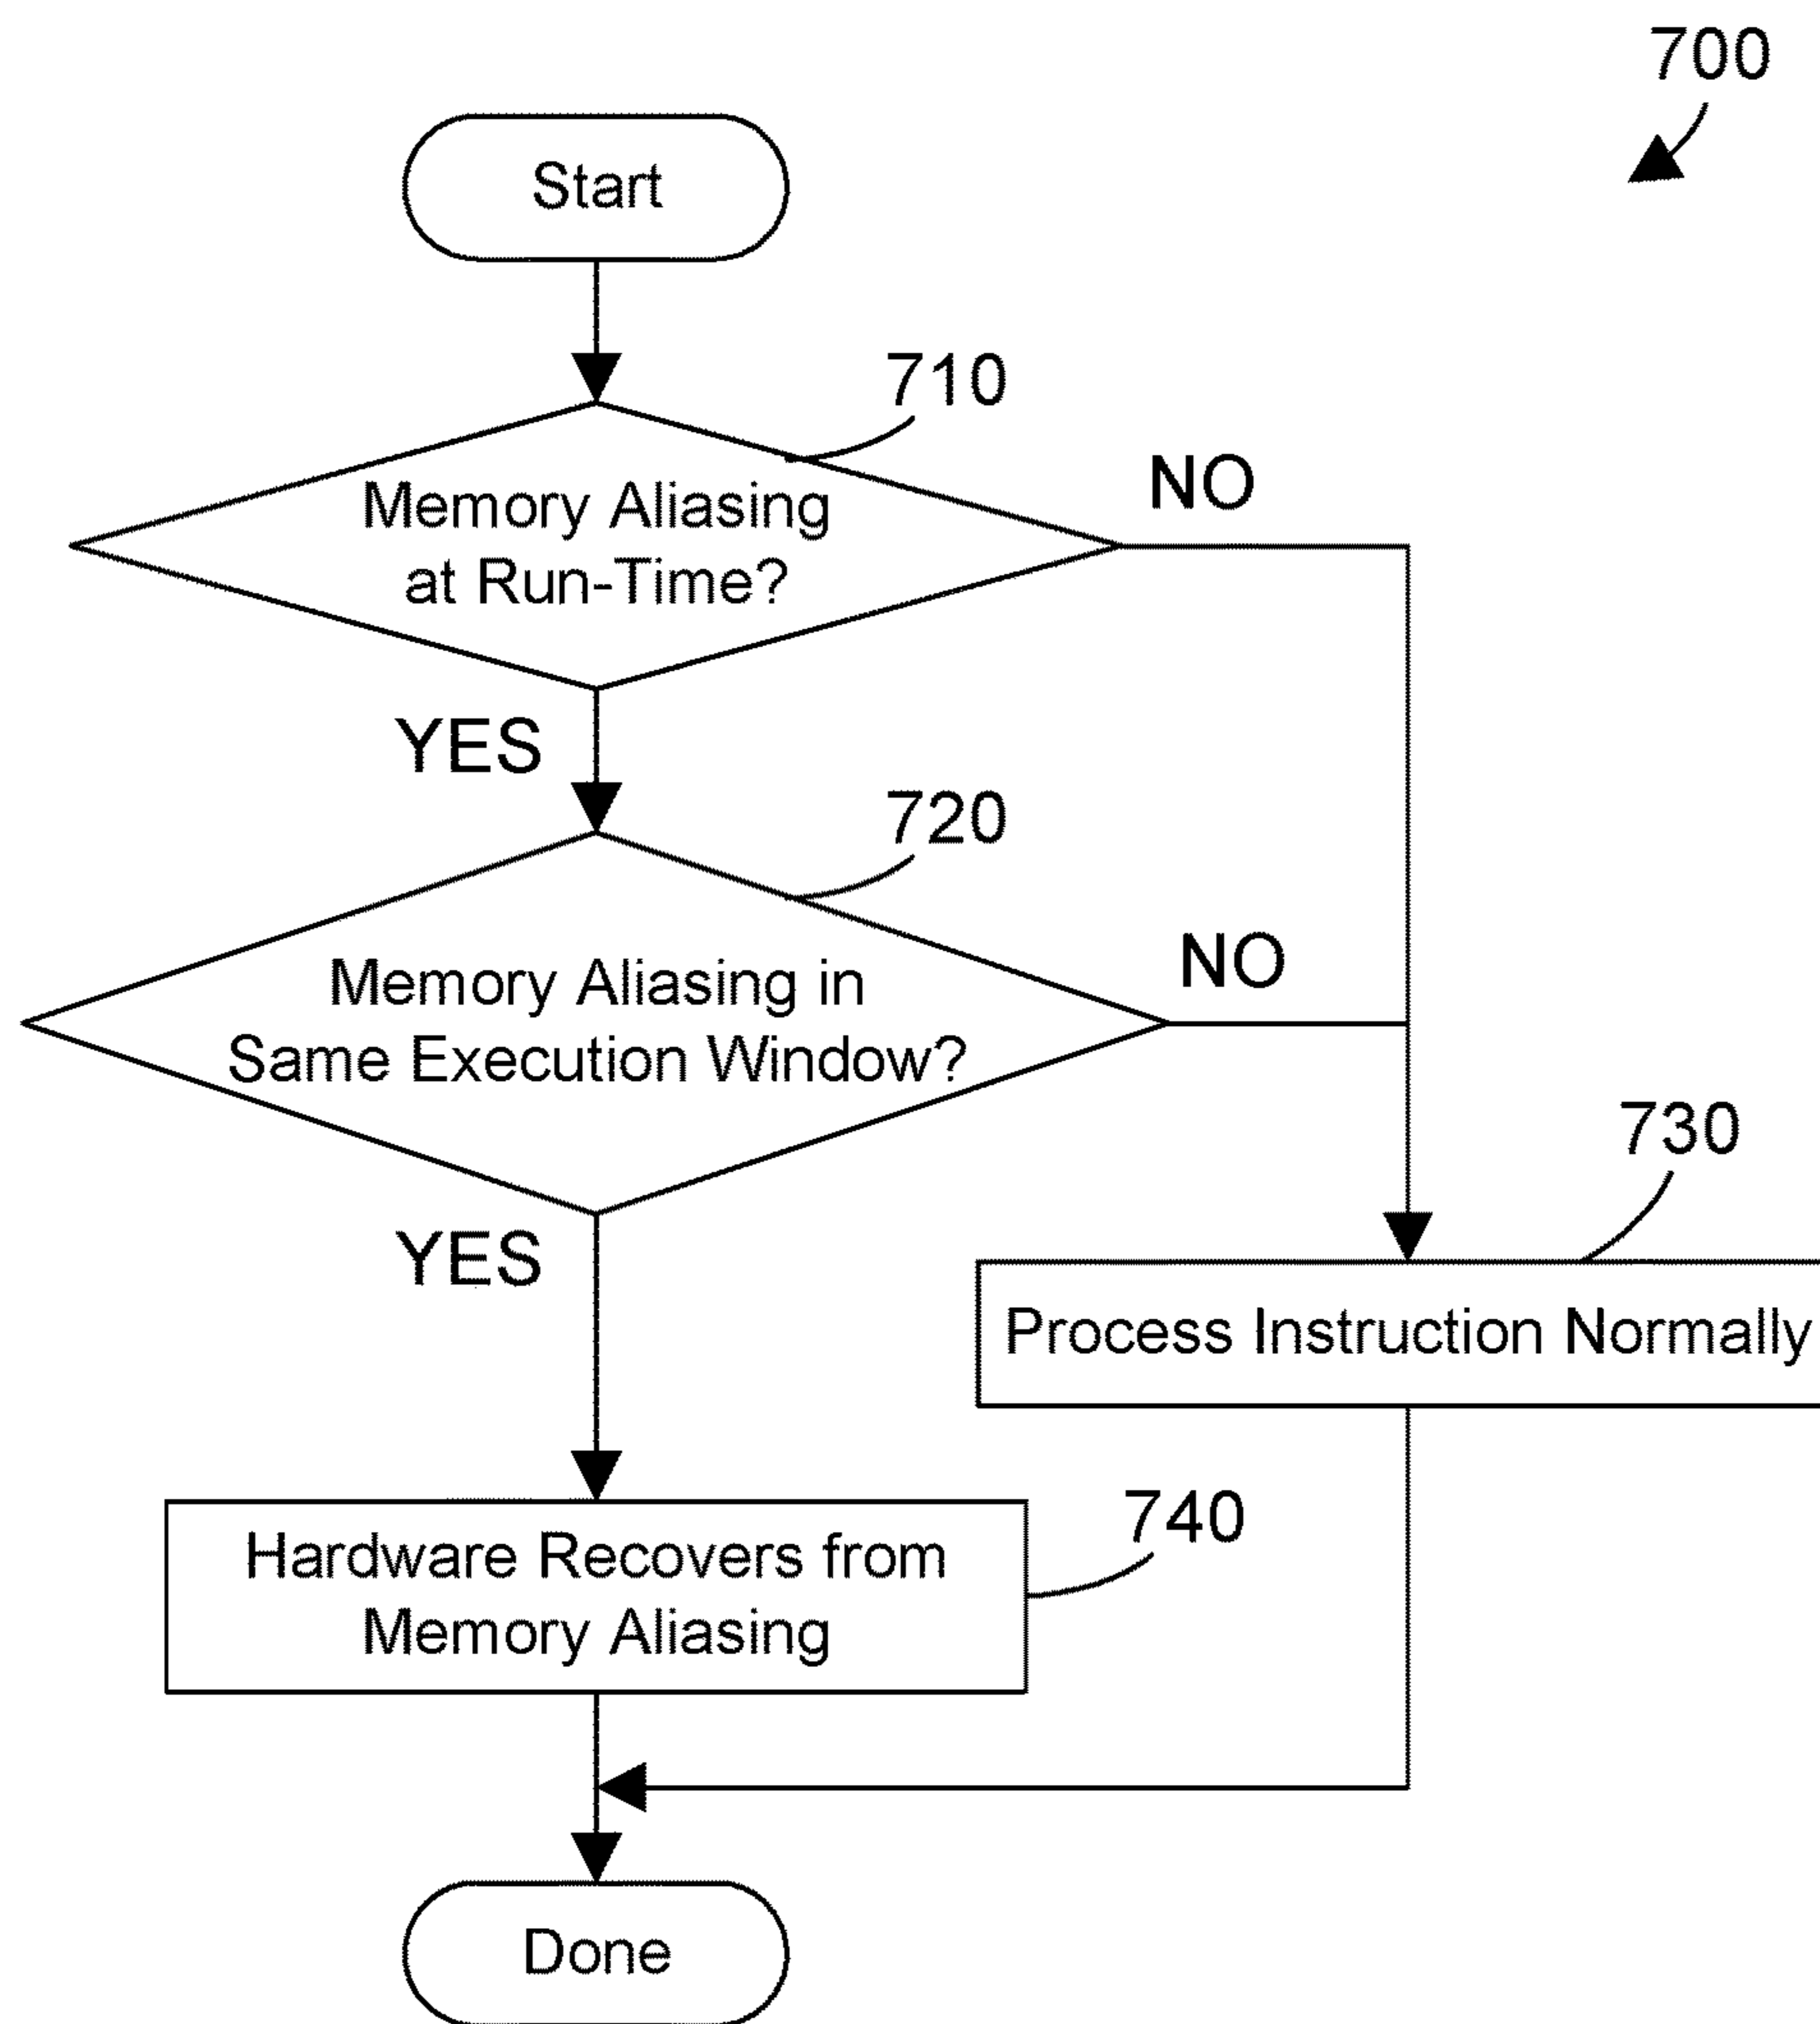 700
Start
710
Memory Aliasing
at Run-Time?
NO
YES
720
Memory Aliasing in
Same Execution Window?
NO
YES
730
Process Instruction Normally
740
Hardware Recovers from
Memory Aliasing
Done